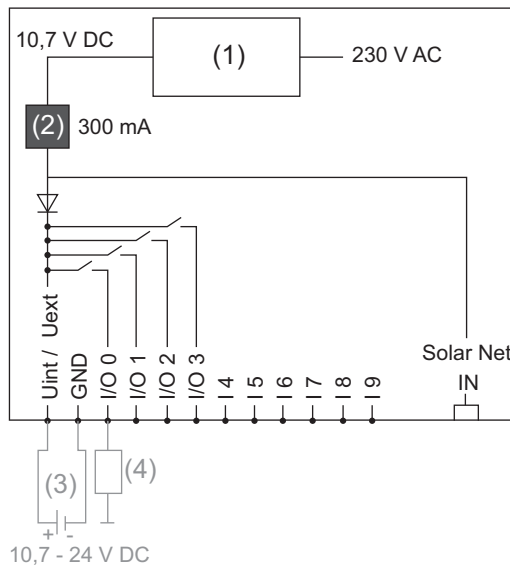 10,7 V DC
(1)
230 V AC
(2)
300 mA
Uint / Uext
GND
I/O 0
I/O 1
I/O 2
I/O 3
I 4
I 5
I 6
I 7
I 8
I 9
Solar Net
IN
(3)
(4)
+ -
10,7 - 24 V DC